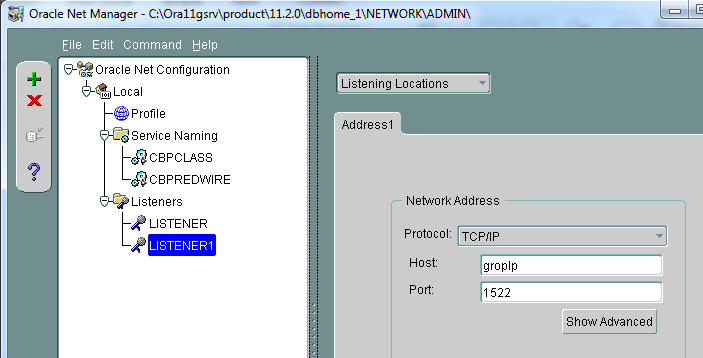 Oracle Net Manager - C:\Ora11gsrv\product\11.2.0\dbhome_1\NETWORK\ADMIN\
File Edit Command Help
Oracle Net Configuration
Local
Profile
Service Naming
CBPCLASS
CBPREDWIRE
Listeners
LISTENER
LISTENER1
Listening Locations
Address1
Network Address
Protocol: TCP/IP
Host: groplp
Port: 1522
Show Advanced